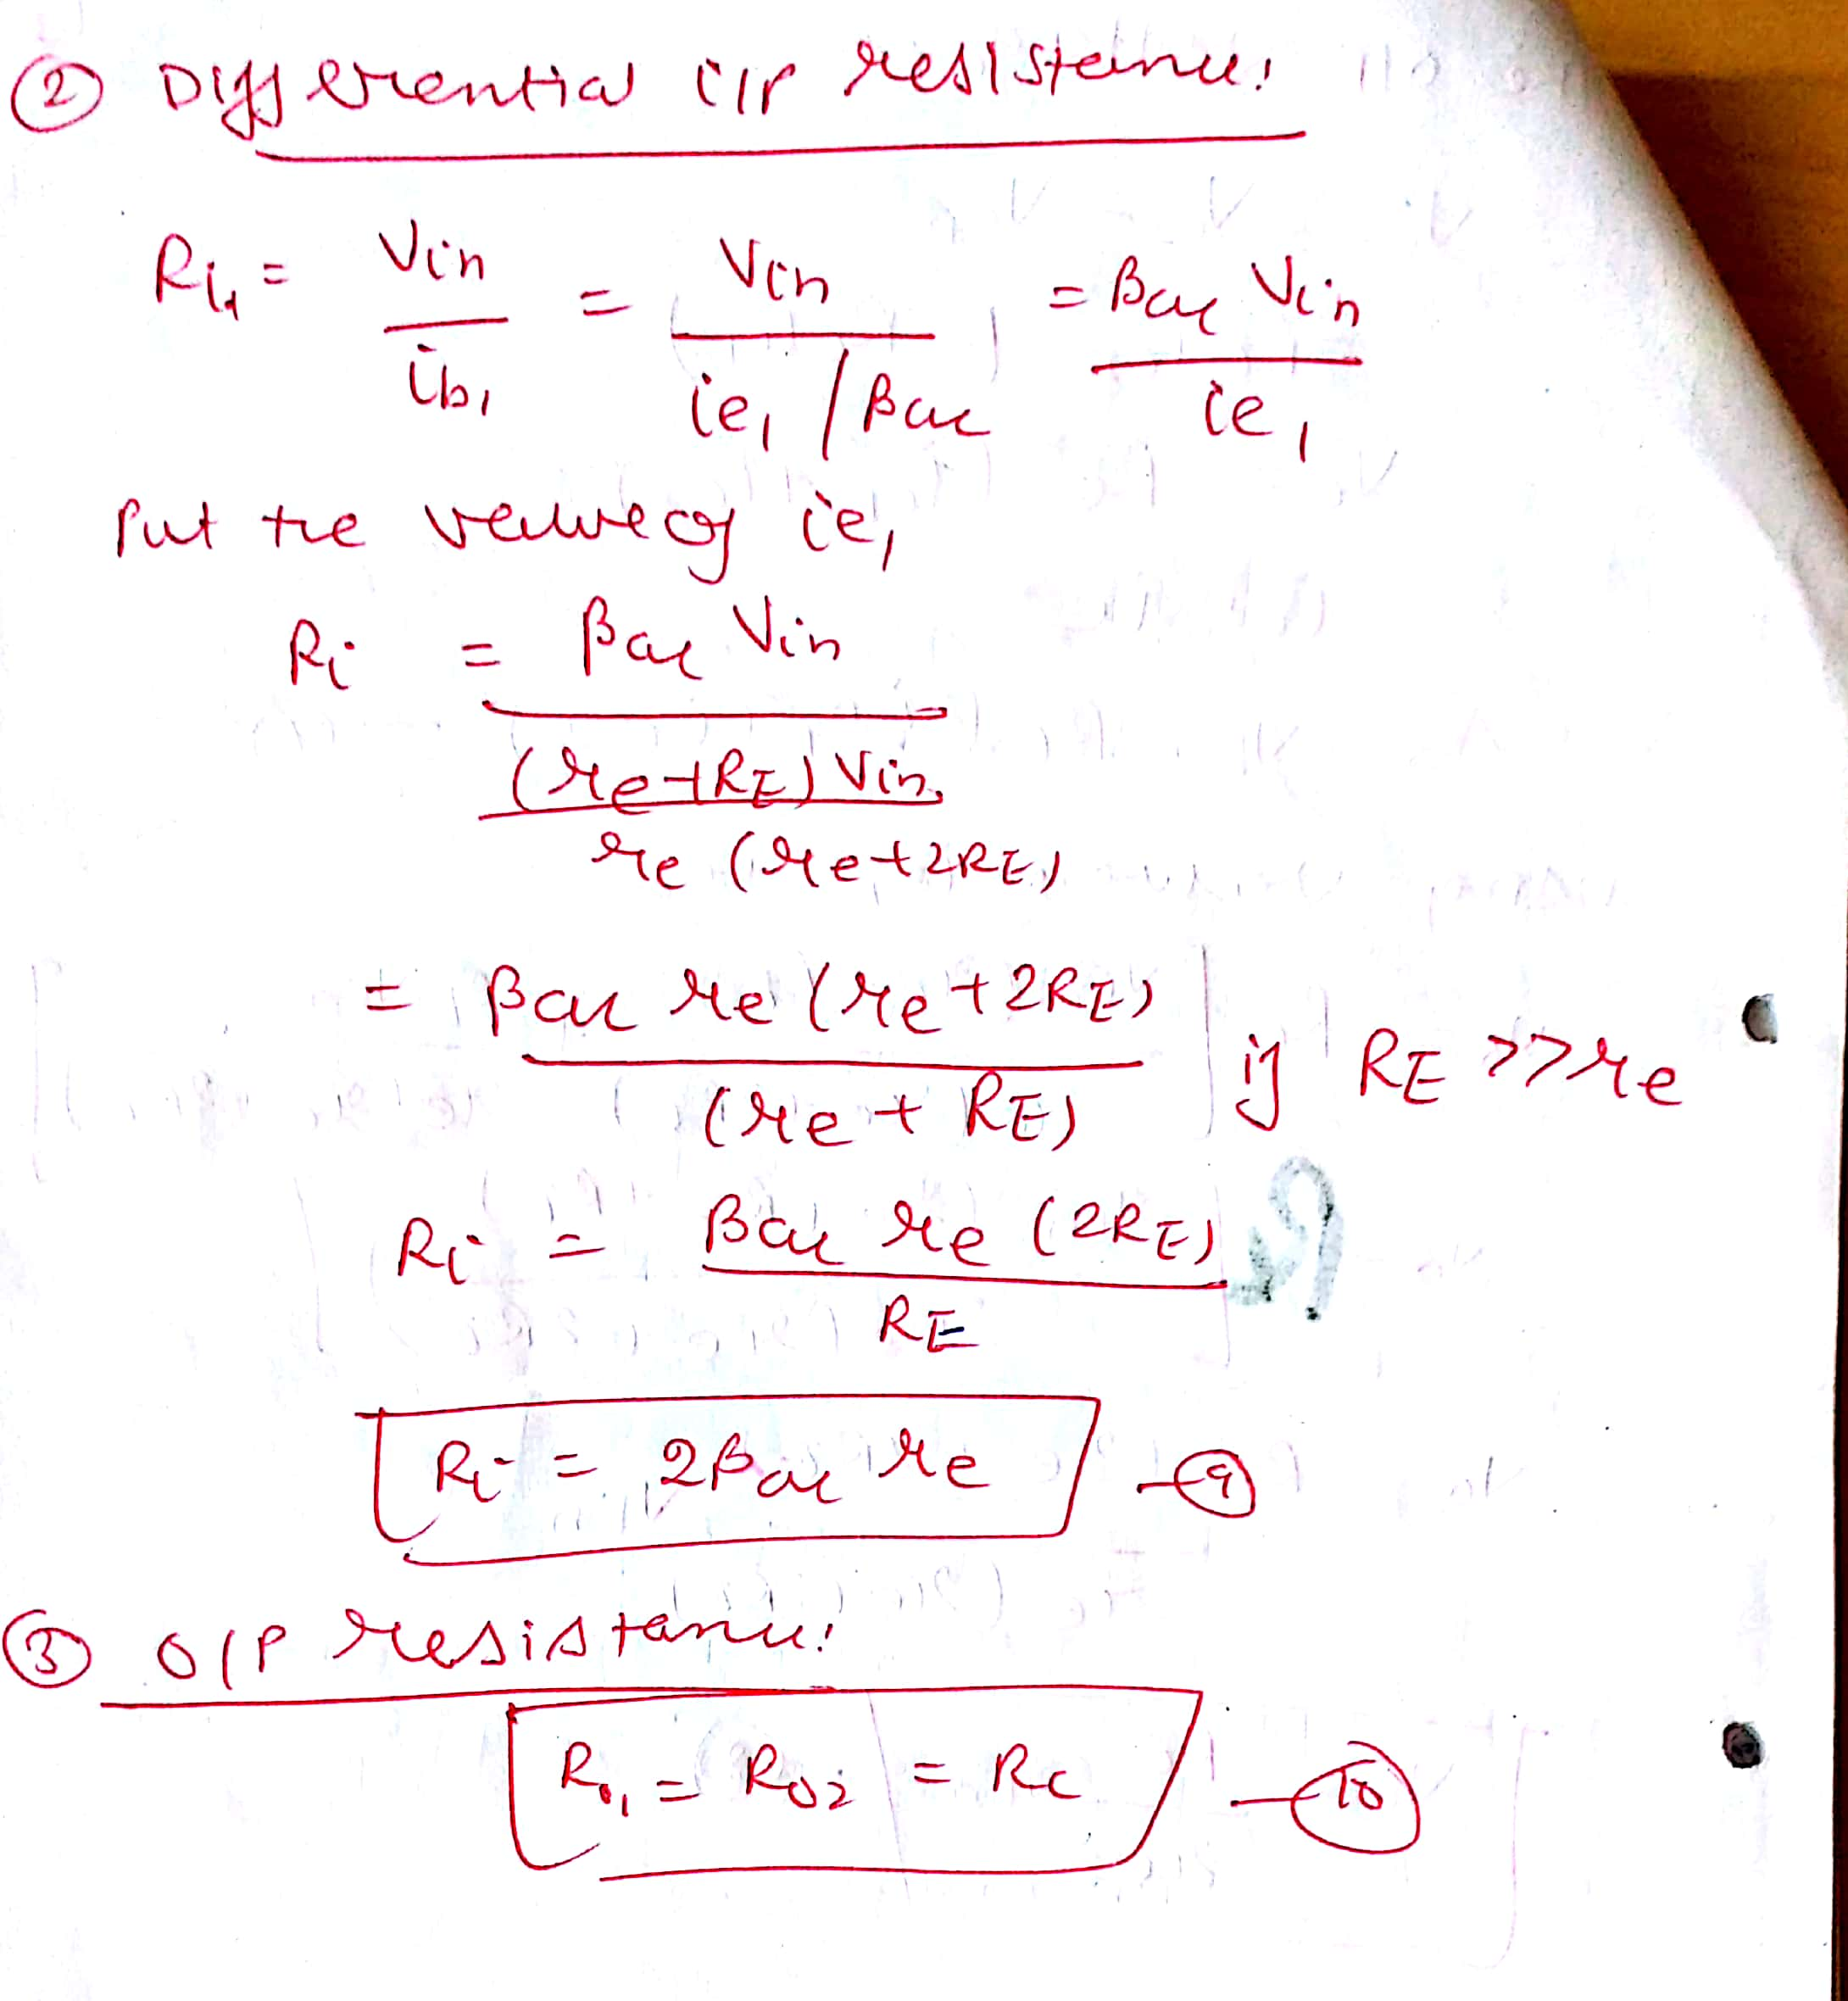 ② Differential i/p resistance:
Ri1 = Vin / ib1 = Vin / (ie1 / βac) = βac Vin / ie1
Put the value of ie1
Ri = βac Vin / ((re+RE) Vin / re (re+2RE))
= βac re (re+2RE) / (re + RE) if RE >>re
Ri = βac re (2RE) / RE
Ri = 2βac re —⑨
③ O/P resistance:
Ro1 = Ro2 = Rc —⑩